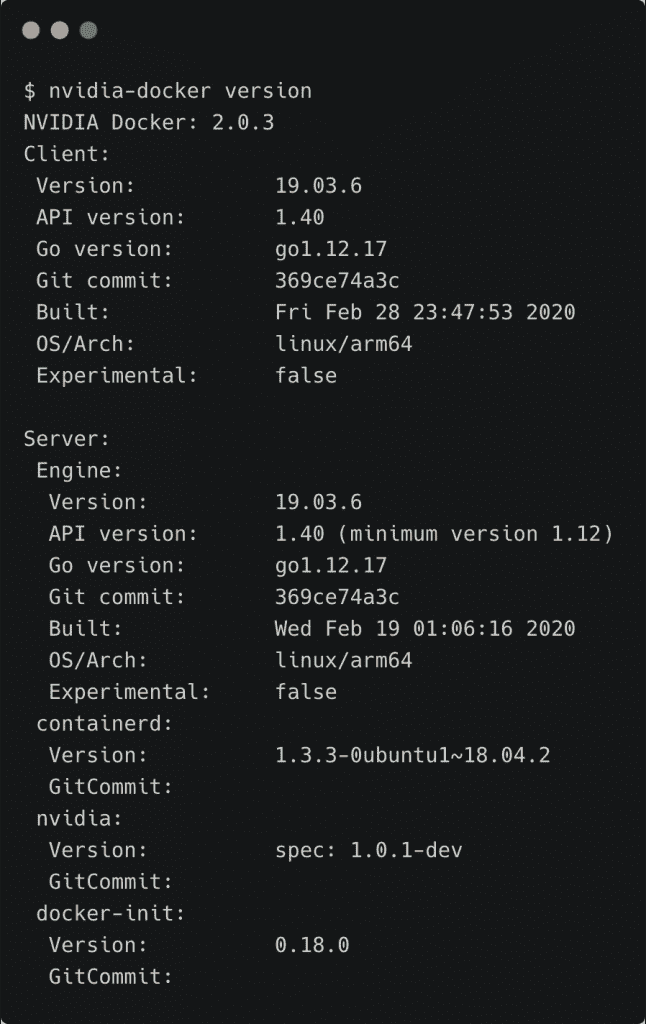 $ nvidia-docker version
NVIDIA Docker: 2.0.3
Client:
 Version:           19.03.6
 API version:       1.40
 Go version:        go1.12.17
 Git commit:        369ce74a3c
 Built:             Fri Feb 28 23:47:53 2020
 OS/Arch:           linux/arm64
 Experimental:      false

Server:
 Engine:
  Version:          19.03.6
  API version:      1.40 (minimum version 1.12)
  Go version:       go1.12.17
  Git commit:       369ce74a3c
  Built:            Wed Feb 19 01:06:16 2020
  OS/Arch:          linux/arm64
  Experimental:     false
 containerd:
  Version:          1.3.3-0ubuntu1~18.04.2
  GitCommit:
 nvidia:
  Version:          spec: 1.0.1-dev
  GitCommit:
 docker-init:
  Version:          0.18.0
  GitCommit: